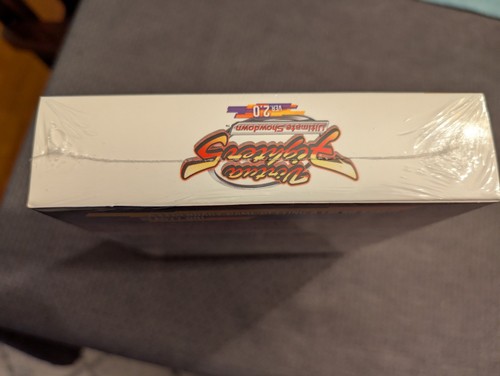 Virtua
Fighter 5
Ultimate Showdown
VER 2.0